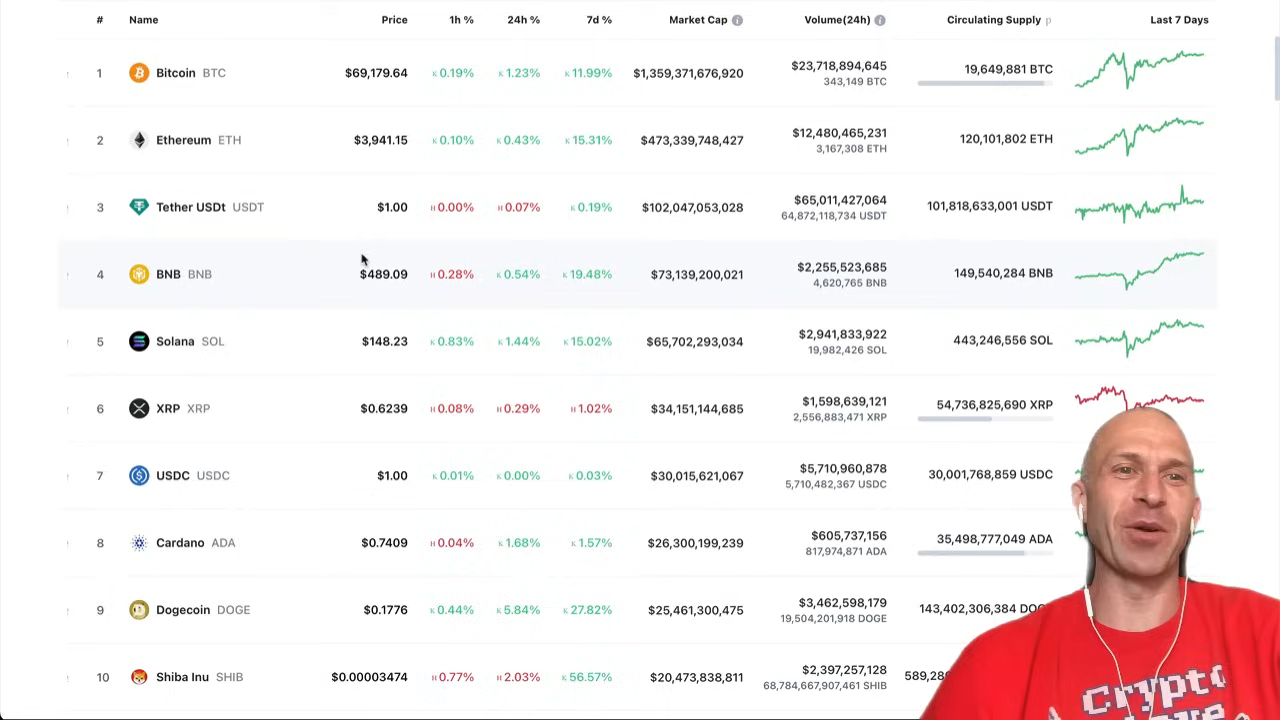 # Name Price 1h % 24h % 7d % Market Cap Volume(24h) Circulating Supply Last 7 Days
1 Bitcoin BTC $69,179.64 0.19% 1.23% 11.99% $1,359,371,676,920 $23,718,894,645 19,649,881 BTC
343,149 BTC
2 Ethereum ETH $3,941.15 0.10% 0.43% 15.31% $473,339,748,427 $12,480,465,231 120,101,802 ETH
3,167,308 ETH
3 Tether USDt USDT $1.00 0.00% 0.07% 0.19% $102,047,053,028 $65,011,427,064 101,818,633,001 USDT
64,872,118,734 USDT
4 BNB BNB $489.09 0.28% 0.54% 19.48% $73,139,200,021 $2,255,523,685 149,540,284 BNB
4,620,765 BNB
5 Solana SOL $148.23 0.83% 1.44% 15.02% $65,702,293,034 $2,941,833,922 443,246,556 SOL
19,982,426 SOL
6 XRP XRP $0.6239 0.08% 0.29% 1.02% $34,151,144,685 $1,598,639,121 54,736,825,690 XRP
2,556,883,471 XRP
7 USDC USDC $1.00 0.01% 0.00% 0.03% $30,015,621,067 $5,710,960,878 30,001,768,859 USDC
5,710,482,367 USDC
8 Cardano ADA $0.7409 0.04% 1.68% 1.57% $26,300,199,239 $605,737,156 35,498,777,049 ADA
817,974,871 ADA
9 Dogecoin DOGE $0.1776 0.44% 5.84% 27.82% $25,461,300,475 $3,462,598,179 143,402,306,384
19,504,201,918 DOGE
10 Shiba Inu SHIB $0.00003474 0.77% 2.03% 56.57% $20,473,838,811 $2,397,257,128
68,784,667,907,461 SHIB
Crypto